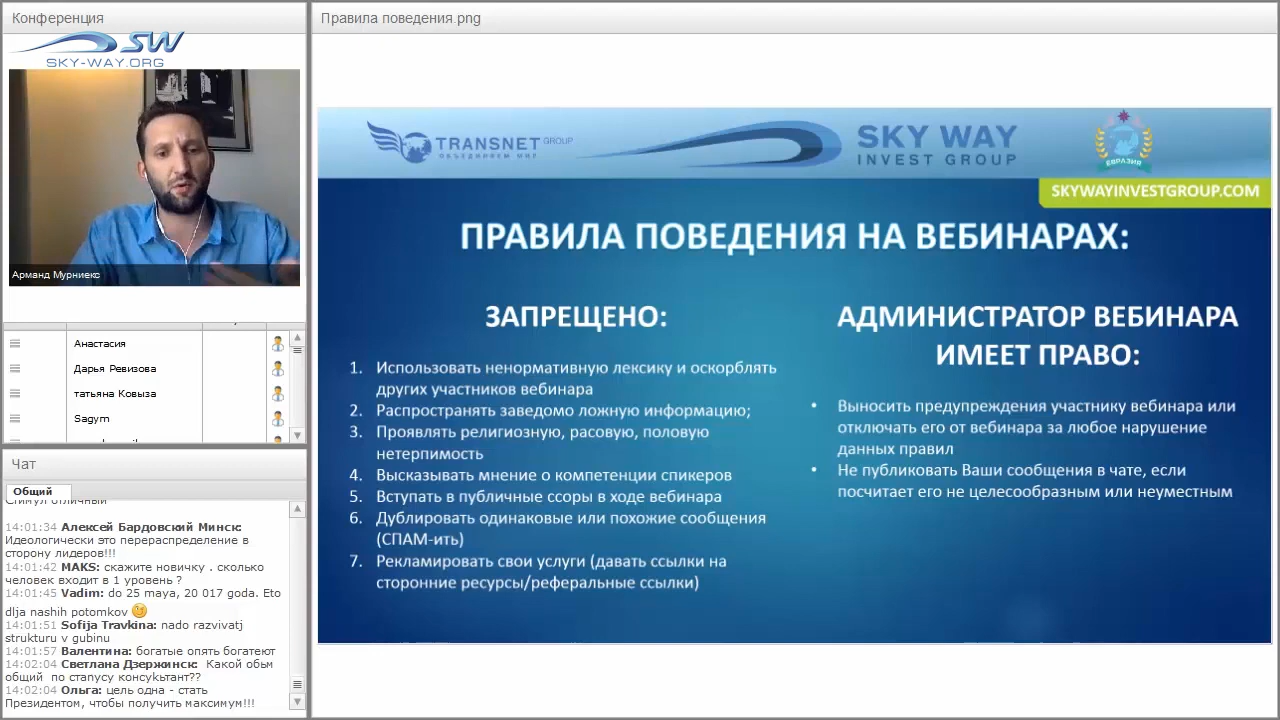 Конференция
SW
SKY-WAY.ORG
Арманд Мурниекс
Анастасия
Дарья Ревизова
татьяна Ковыза
Sagym
Чат
Общий
Стимул отличный
14:01:34 Алексей Бардовский Минск:
Идеологически это перераспределение в
сторону лидеров!!!
14:01:42 MAKS: скажите новичку . сколько
человек входит в 1 уровень ?
14:01:45 Vadim: do 25 maya, 20 017 goda. Eto
dlja nashih potomkov
14:01:51 Sofija Travkina: nado razvivatj
strukturu v gubinu
14:01:57 Валентина: богатые опять богатеют
14:02:04 Светлана Дзержинск: Какой обьм
общий по статусу консультант??
14:02:04 Ольга: цель одна - стать
Президентом, чтобы получить максимум!!!
Правила поведения.png
TRANSNET GROUP
ОБЪЕДИНЯЕМ МИР
SKY WAY
INVEST GROUP
ЕВРАЗИЯ
SKYWAYINVESTGROUP.COM
ПРАВИЛА ПОВЕДЕНИЯ НА ВЕБИНАРАХ:
ЗАПРЕЩЕНО:
1. Использовать ненормативную лексику и оскорблять
других участников вебинара
2. Распространять заведомо ложную информацию;
3. Проявлять религиозную, расовую, половую
нетерпимость
4. Высказывать мнение о компетенции спикеров
5. Вступать в публичные ссоры в ходе вебинара
6. Дублировать одинаковые или похожие сообщения
(СПАМ-ить)
7. Рекламировать свои услуги (давать ссылки на
сторонние ресурсы/реферальные ссылки)
АДМИНИСТРАТОР ВЕБИНАРА
ИМЕЕТ ПРАВО:
• Выносить предупреждения участнику вебинара или
отключать его от вебинара за любое нарушение
данных правил
• Не публиковать Ваши сообщения в чате, если
посчитает его не целесообразным или неуместным